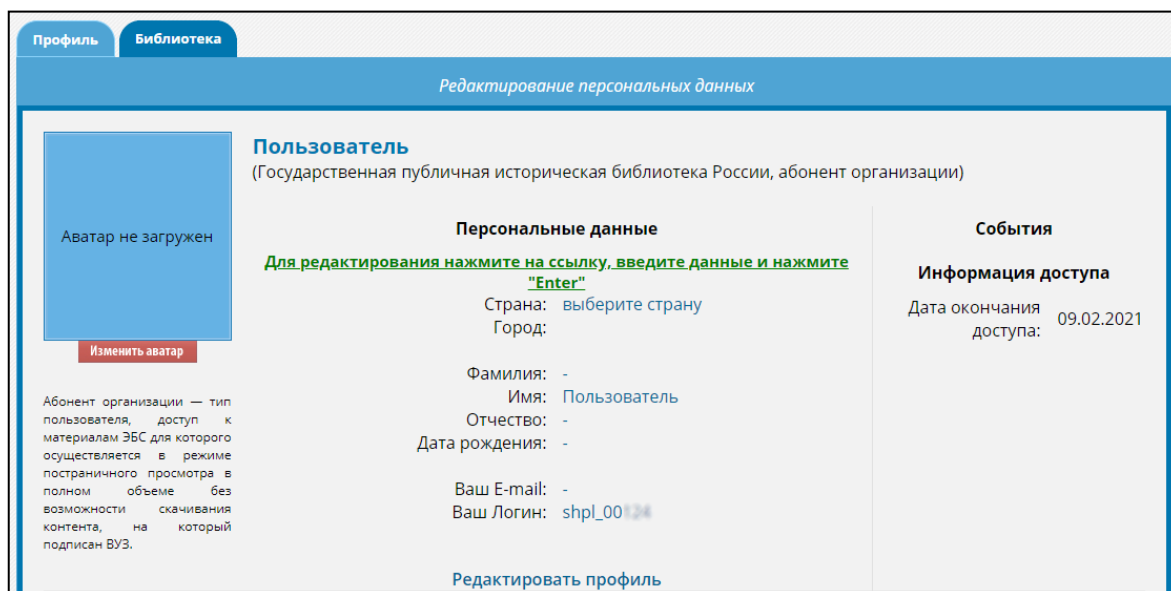 Профиль
Библиотека
Редактирование персональных данных
Аватар не загружен
Изменить аватар
Абонент организации — тип
пользователя, доступ к
материалам ЭБС для которого
осуществляется в режиме
постраничного просмотра в
полном объеме без
возможности скачивания
контента, на который
подписан ВУЗ.
Пользователь
(Государственная публичная историческая библиотека России, абонент организации)
Персональные данные
Для редактирования нажмите на ссылку, введите данные и нажмите
"Enter"
Страна: выберите страну
Город:
Фамилия: -
Имя: Пользователь
Отчество: -
Дата рождения: -
Ваш E-mail: -
Ваш Логин: shpl_00
Редактировать профиль
События
Информация доступа
Дата окончания
доступа: 09.02.2021